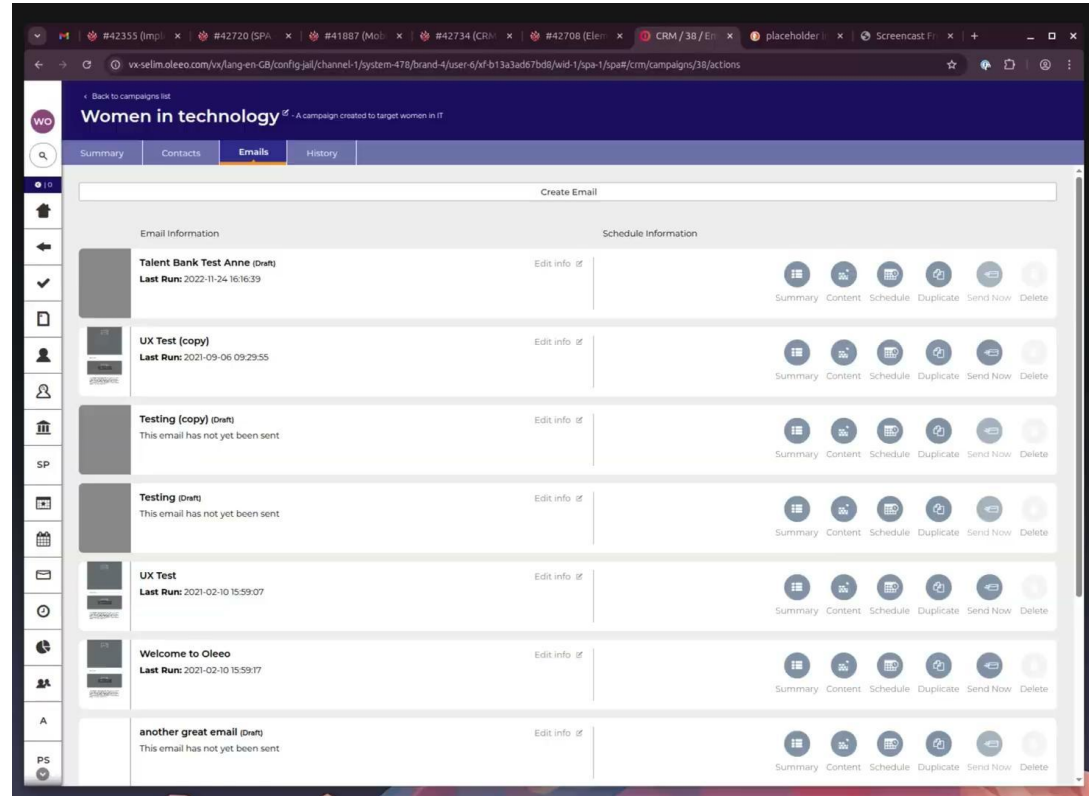 #42355 (Impl
#42720 (SPA
#41887 (Mob
#42734 (CRM
#42708 (Elem
CRM / 38 / Em
placeholder i
Screencast Fr
vx-selim.oleeo.com/vx/lang-en-GB/config-jail/channel-1/system-478/brand-4/user-6/xf-b13a3ad67bd8/wid-1/spa-1/spa#/crm/campaigns/38/actions
Back to campaigns list
WO
Women in technology - A campaign created to target women in IT
Summary Contacts Emails History
Create Email
Email Information Schedule Information
Talent Bank Test Anne (Draft) Edit info
Last Run: 2022-11-24 16:16:39
Summary Content Schedule Duplicate Send Now Delete
UX Test (copy) Edit info
Last Run: 2021-09-06 09:29:55
Summary Content Schedule Duplicate Send Now Delete
Testing (copy) (Draft) Edit info
This email has not yet been sent
Summary Content Schedule Duplicate Send Now Delete
SP
Testing (Draft) Edit info
This email has not yet been sent
Summary Content Schedule Duplicate Send Now Delete
UX Test Edit info
Last Run: 2021-02-10 15:59:07
Summary Content Schedule Duplicate Send Now Delete
Welcome to Oleeo Edit info
Last Run: 2021-02-10 15:59:17
Summary Content Schedule Duplicate Send Now Delete
A
another great email (Draft) Edit info
This email has not yet been sent
PS
Summary Content Schedule Duplicate Send Now Delete